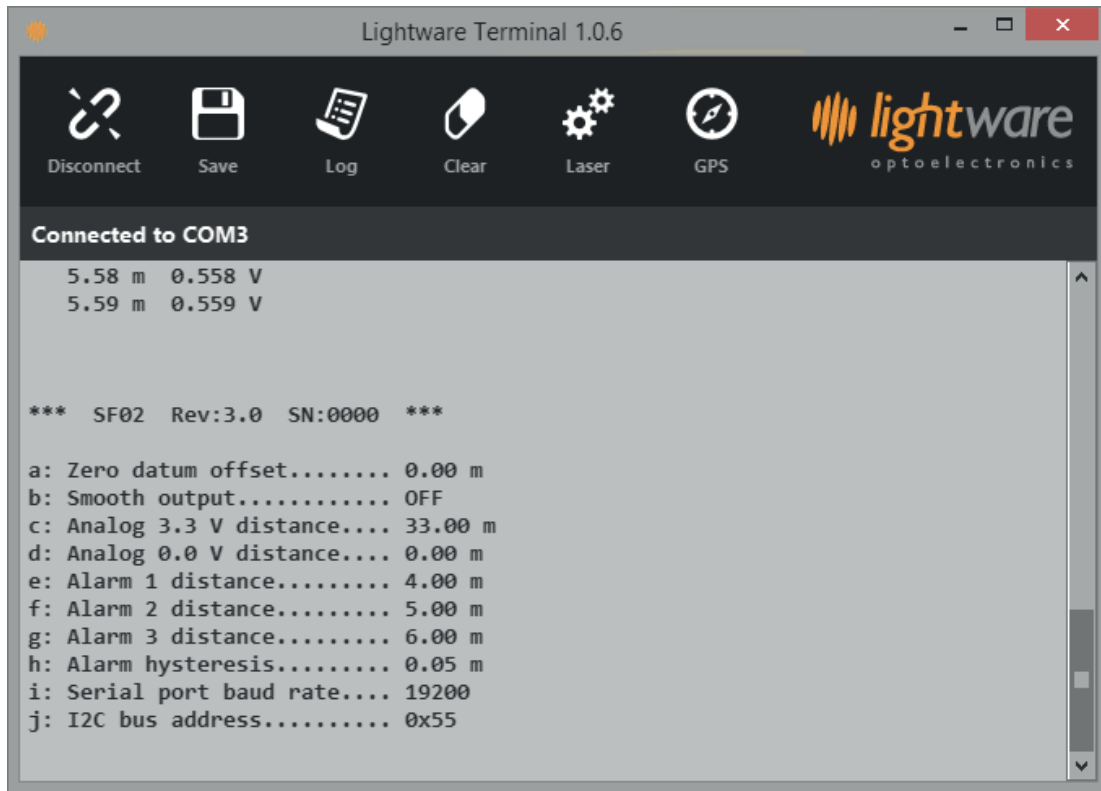 Lightware Terminal 1.0.6
Disconnect Save Log Clear Laser GPS
lightware
optoelectronics
Connected to COM3
5.58 m 0.558 V
5.59 m 0.559 V
*** SF02 Rev:3.0 SN:0000 ***
a: Zero datum offset........ 0.00 m
b: Smooth output............ OFF
c: Analog 3.3 V distance.... 33.00 m
d: Analog 0.0 V distance.... 0.00 m
e: Alarm 1 distance......... 4.00 m
f: Alarm 2 distance......... 5.00 m
g: Alarm 3 distance......... 6.00 m
h: Alarm hysteresis......... 0.05 m
i: Serial port baud rate.... 19200
j: I2C bus address.......... 0x55